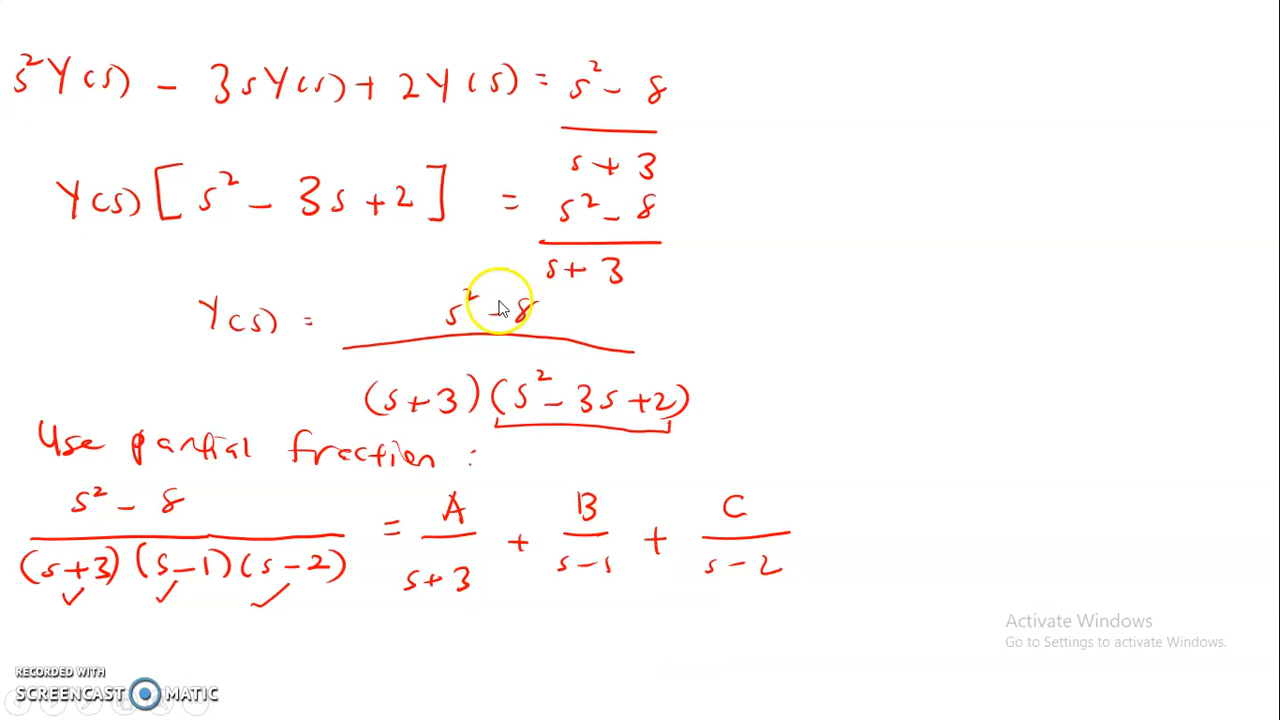 s²Y(s) - 3sY(s) + 2Y(s) = s² - 8
s + 3
Y(s) [s² - 3s + 2] = s² - 8
s + 3
Y(s) = s² - 8
(s + 3)(s² - 3s + 2)
Use partial fraction :
s² - 8 = A + B + C
(s + 3)(s - 1)(s - 2) s + 3 s - 1 s - 2
Activate Windows
Go to Settings to activate Windows.
RECORDED WITH
SCREENCAST MATIC